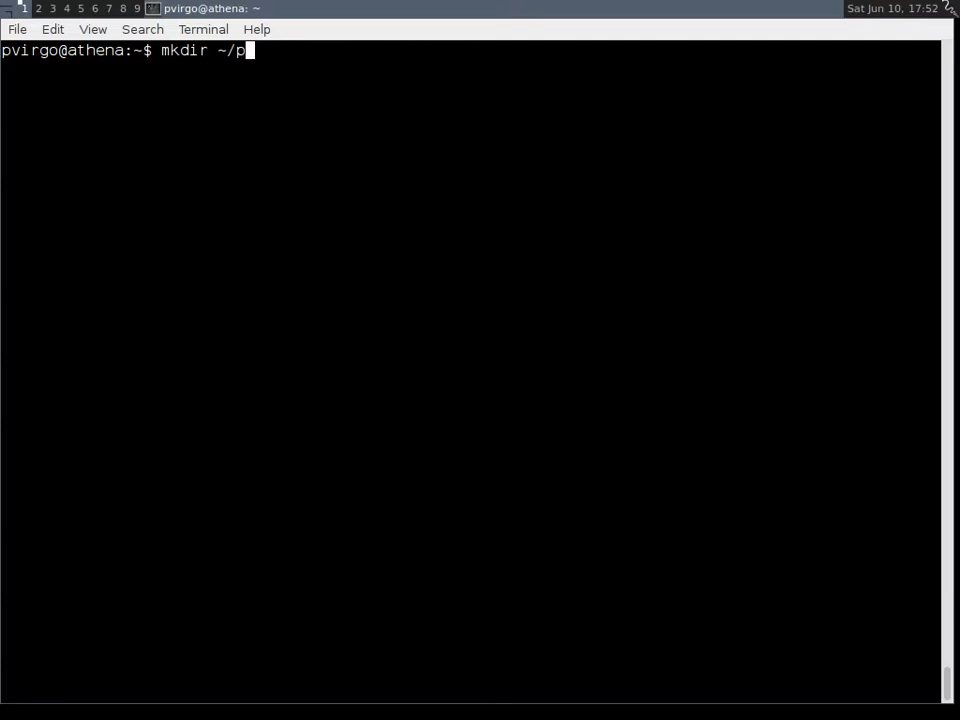 1 2 3 4 5 6 7 8 9 pvirgo@athena: ~ Sat Jun 10, 17:52
File Edit View Search Terminal Help
pvirgo@athena:~$ mkdir ~/p